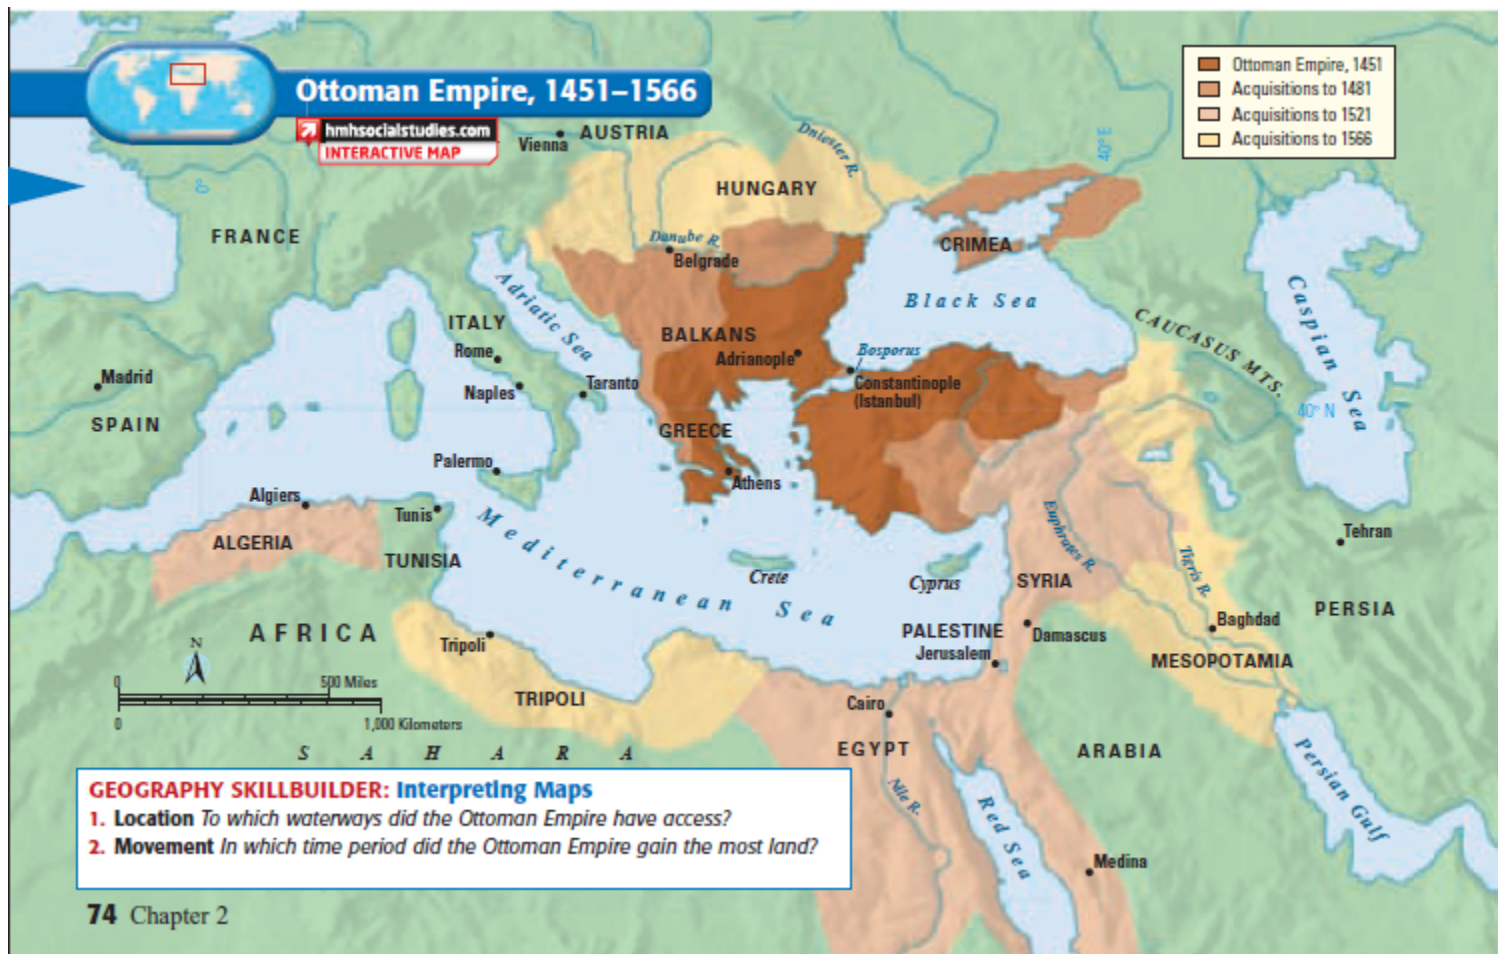 Ottoman Empire, 1451–1566
hmhsocialstudies.com
INTERACTIVE MAP
Ottoman Empire, 1451
Acquisitions to 1481
Acquisitions to 1521
Acquisitions to 1566
Vienna
AUSTRIA
Dniester R.
40° E
0°
HUNGARY
FRANCE
Danube R.
Belgrade
CRIMEA
Adriatic Sea
Black Sea
Caspian Sea
ITALY
BALKANS
CAUCASUS MTS.
Rome
Adrianople
Bosporus
Madrid
Naples
Taranto
Constantinople
(Istanbul)
40° N
SPAIN
GREECE
Palermo
Athens
Algiers
Tunis
Mediterranean Sea
Euphrates R.
Tehran
ALGERIA
TUNISIA
Tigris R.
Crete
Cyprus
SYRIA
PERSIA
AFRICA
Baghdad
N
Tripoli
PALESTINE
Damascus
Jerusalem
MESOPOTAMIA
0 500 Miles
0 1,000 Kilometers
TRIPOLI
Cairo
SAHARA
EGYPT
ARABIA
Persian Gulf
Nile R.
Red Sea
Medina
GEOGRAPHY SKILLBUILDER: Interpreting Maps
1. Location To which waterways did the Ottoman Empire have access?
2. Movement In which time period did the Ottoman Empire gain the most land?
74 Chapter 2